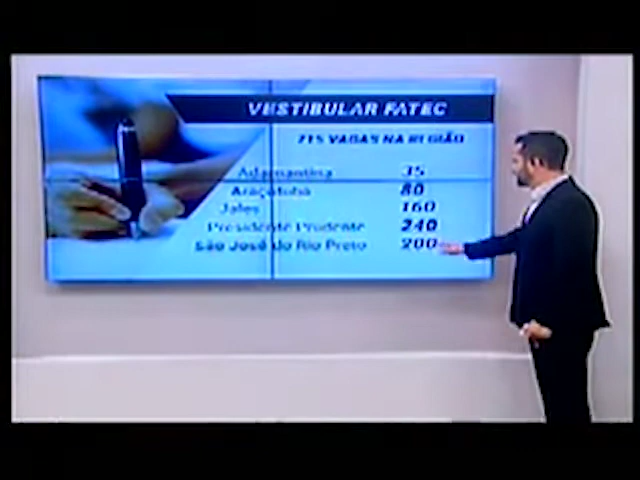 VESTIBULAR FATEC
715 VAGAS NA REGIÃO
Adamantina 35
Araçatuba 80
Jales 160
Presidente Prudente 240
São José do Rio Preto 200